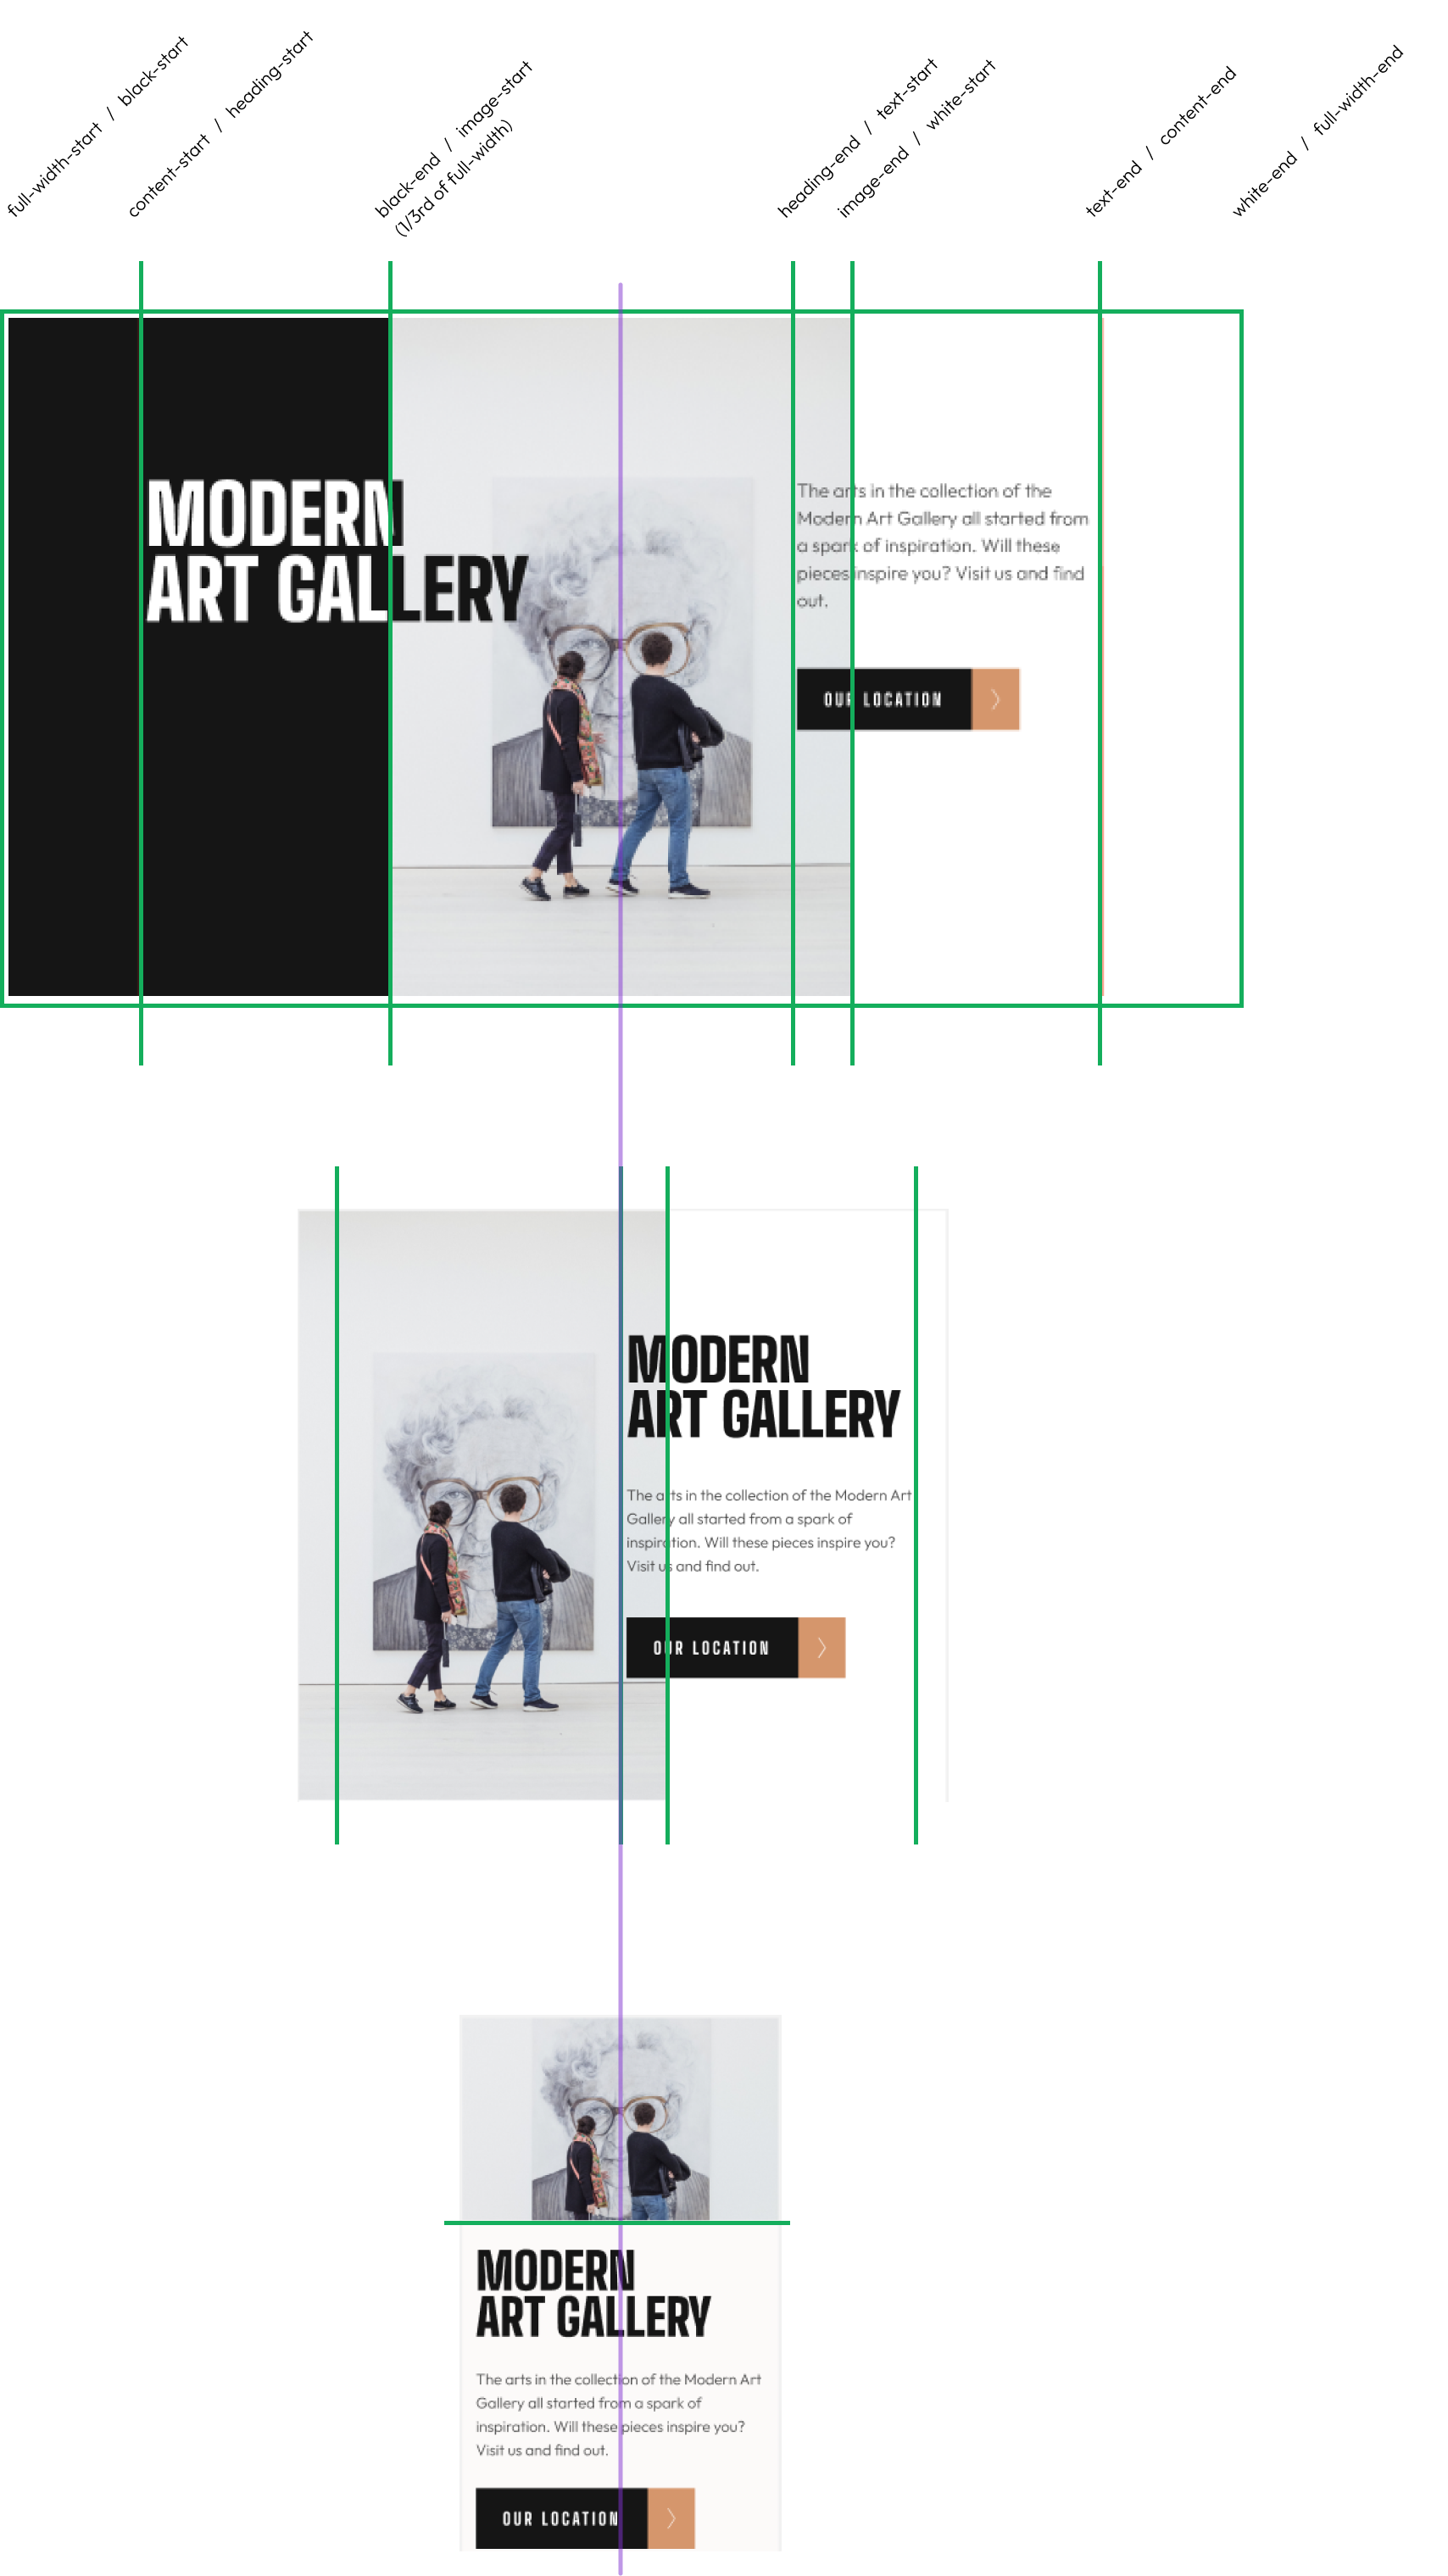 full-width-start / black-start
content-start / heading-start
black-end / image-start
(1/3rd of full-width)
heading-end / text-start
image-end / white-start
text-end / content-end
white-end / full-width-end
MODERN
ART GALLERY
The arts in the collection of the
Modern Art Gallery all started from
a spark of inspiration. Will these
pieces inspire you? Visit us and find
out.
OUR LOCATION
MODERN
ART GALLERY
The arts in the collection of the Modern Art
Gallery all started from a spark of
inspiration. Will these pieces inspire you?
Visit us and find out.
OUR LOCATION
MODERN
ART GALLERY
The arts in the collection of the Modern Art
Gallery all started from a spark of
inspiration. Will these pieces inspire you?
Visit us and find out.
OUR LOCATION